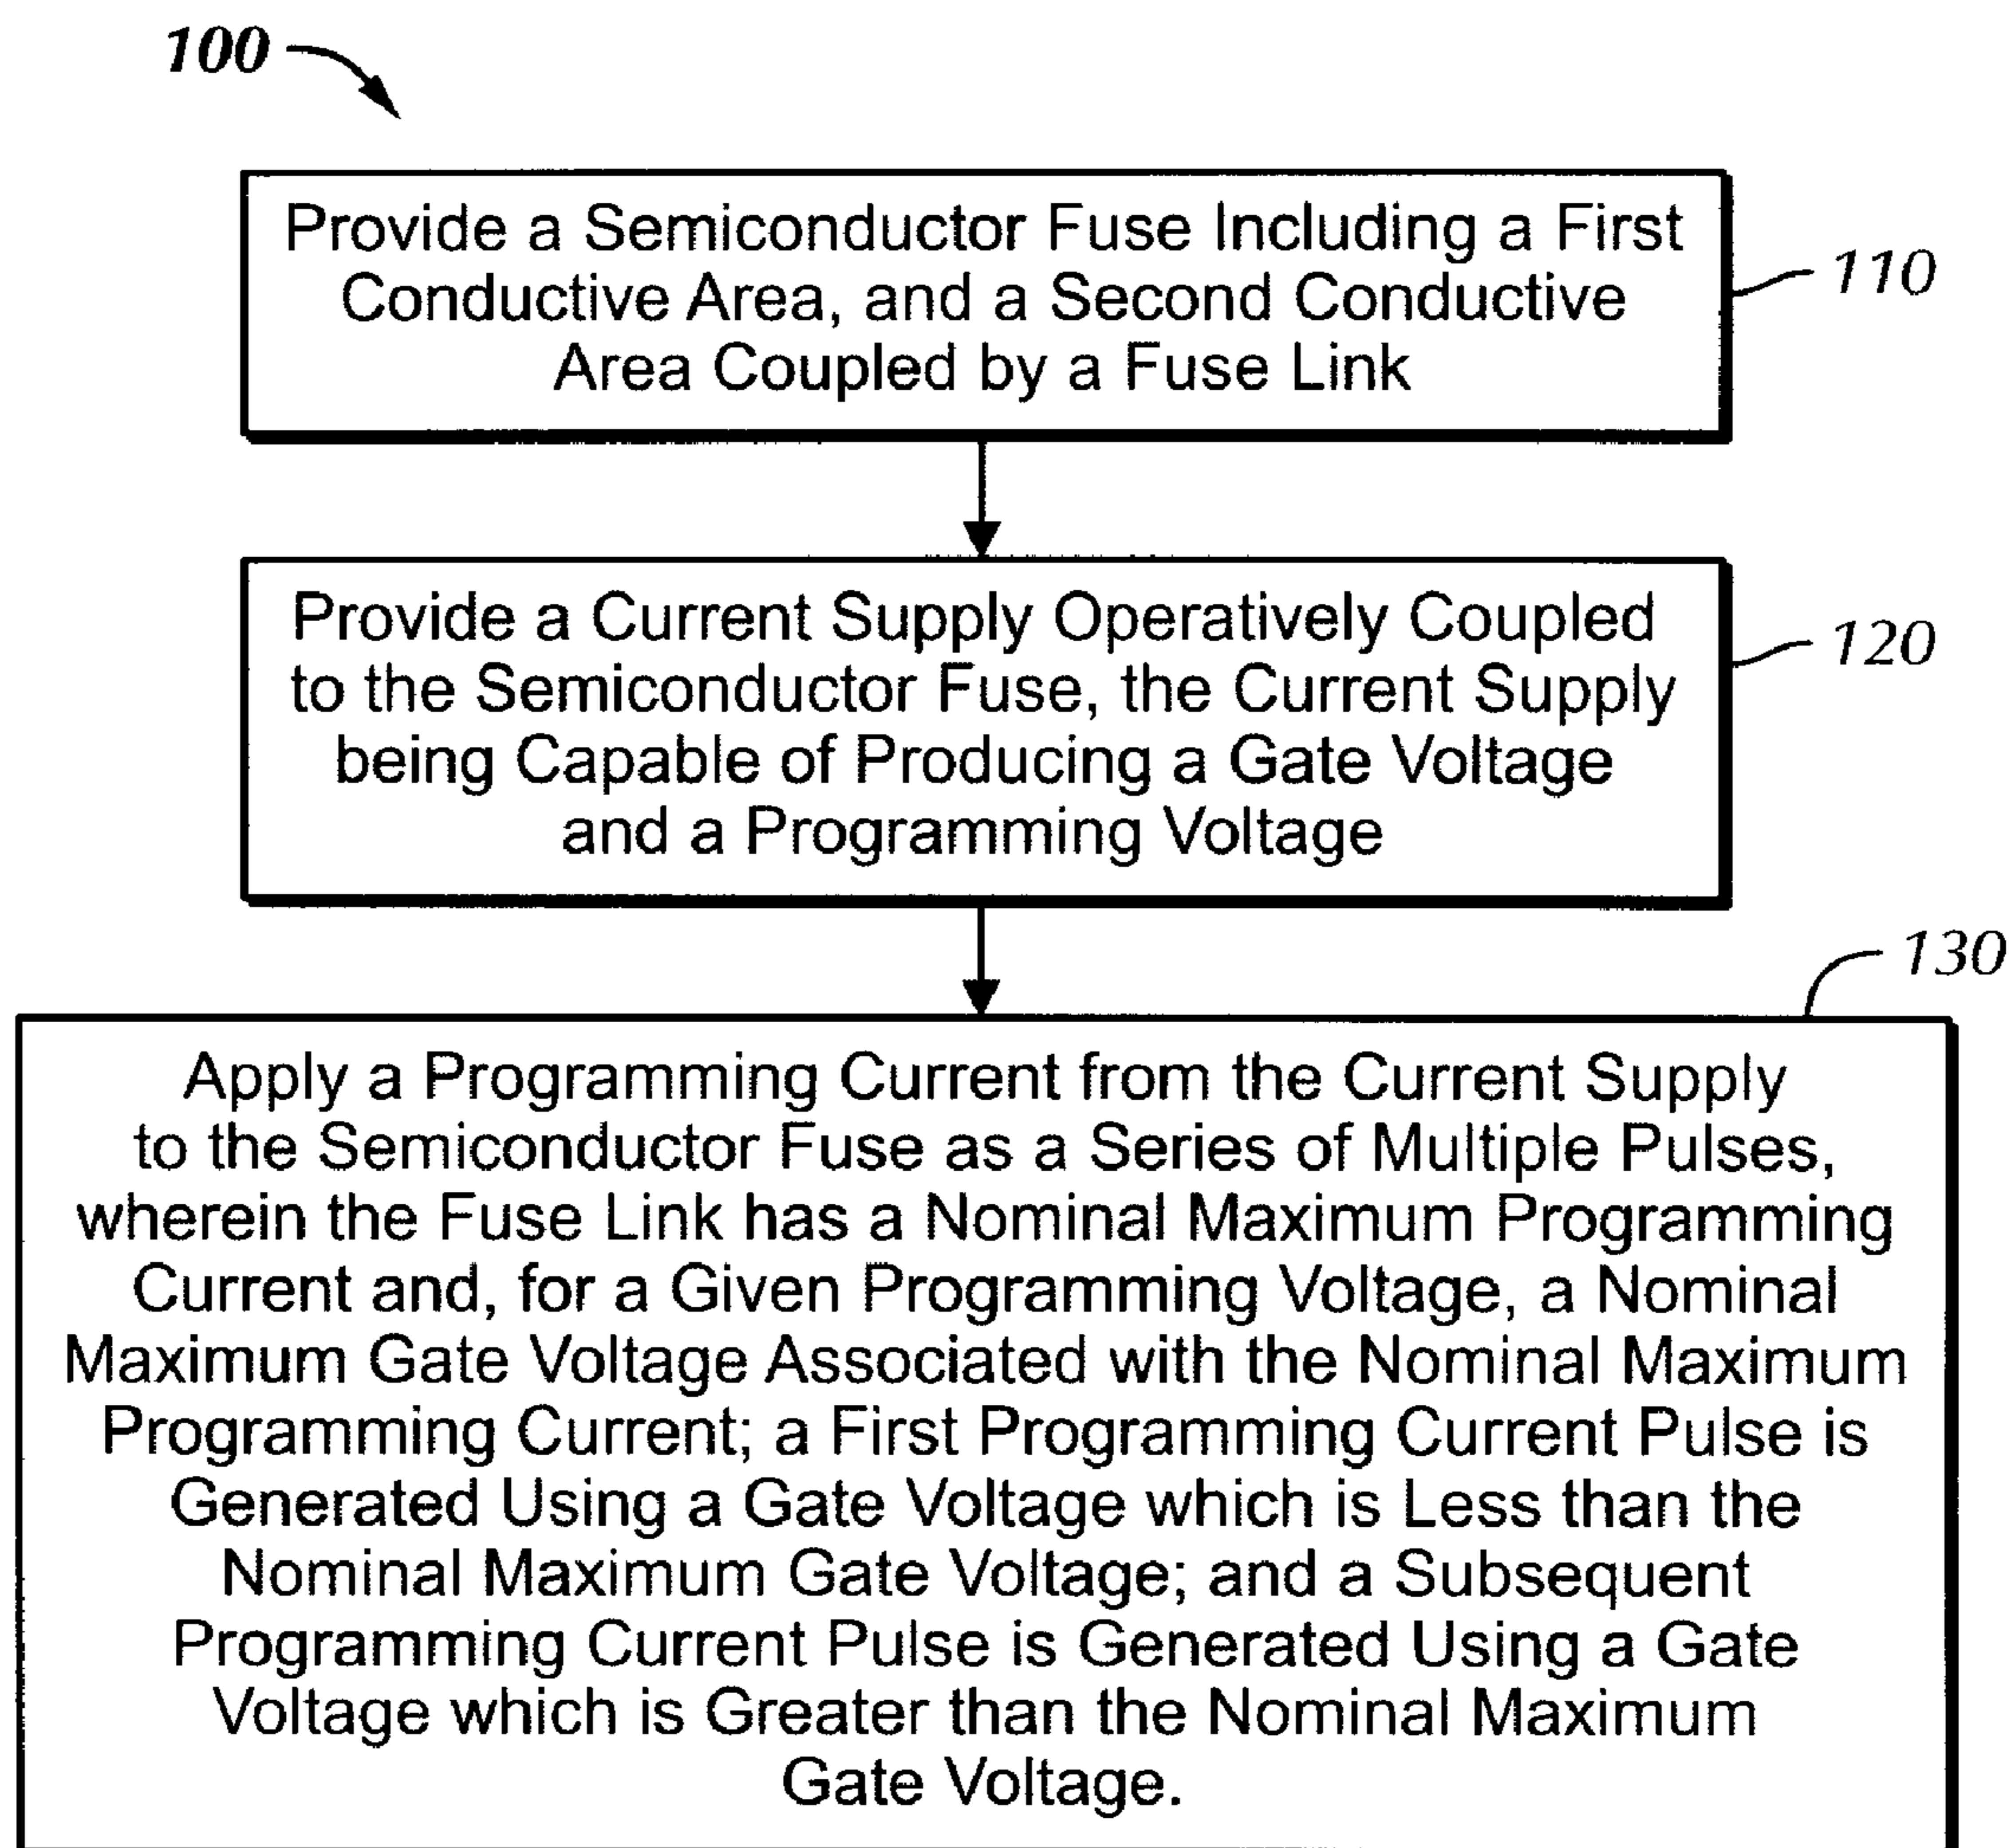 100
Provide a Semiconductor Fuse Including a First
Conductive Area, and a Second Conductive
Area Coupled by a Fuse Link
110
Provide a Current Supply Operatively Coupled
to the Semiconductor Fuse, the Current Supply
being Capable of Producing a Gate Voltage
and a Programming Voltage
120
130
Apply a Programming Current from the Current Supply
to the Semiconductor Fuse as a Series of Multiple Pulses,
wherein the Fuse Link has a Nominal Maximum Programming
Current and, for a Given Programming Voltage, a Nominal
Maximum Gate Voltage Associated with the Nominal Maximum
Programming Current; a First Programming Current Pulse is
Generated Using a Gate Voltage which is Less than the
Nominal Maximum Gate Voltage; and a Subsequent
Programming Current Pulse is Generated Using a Gate
Voltage which is Greater than the Nominal Maximum
Gate Voltage.